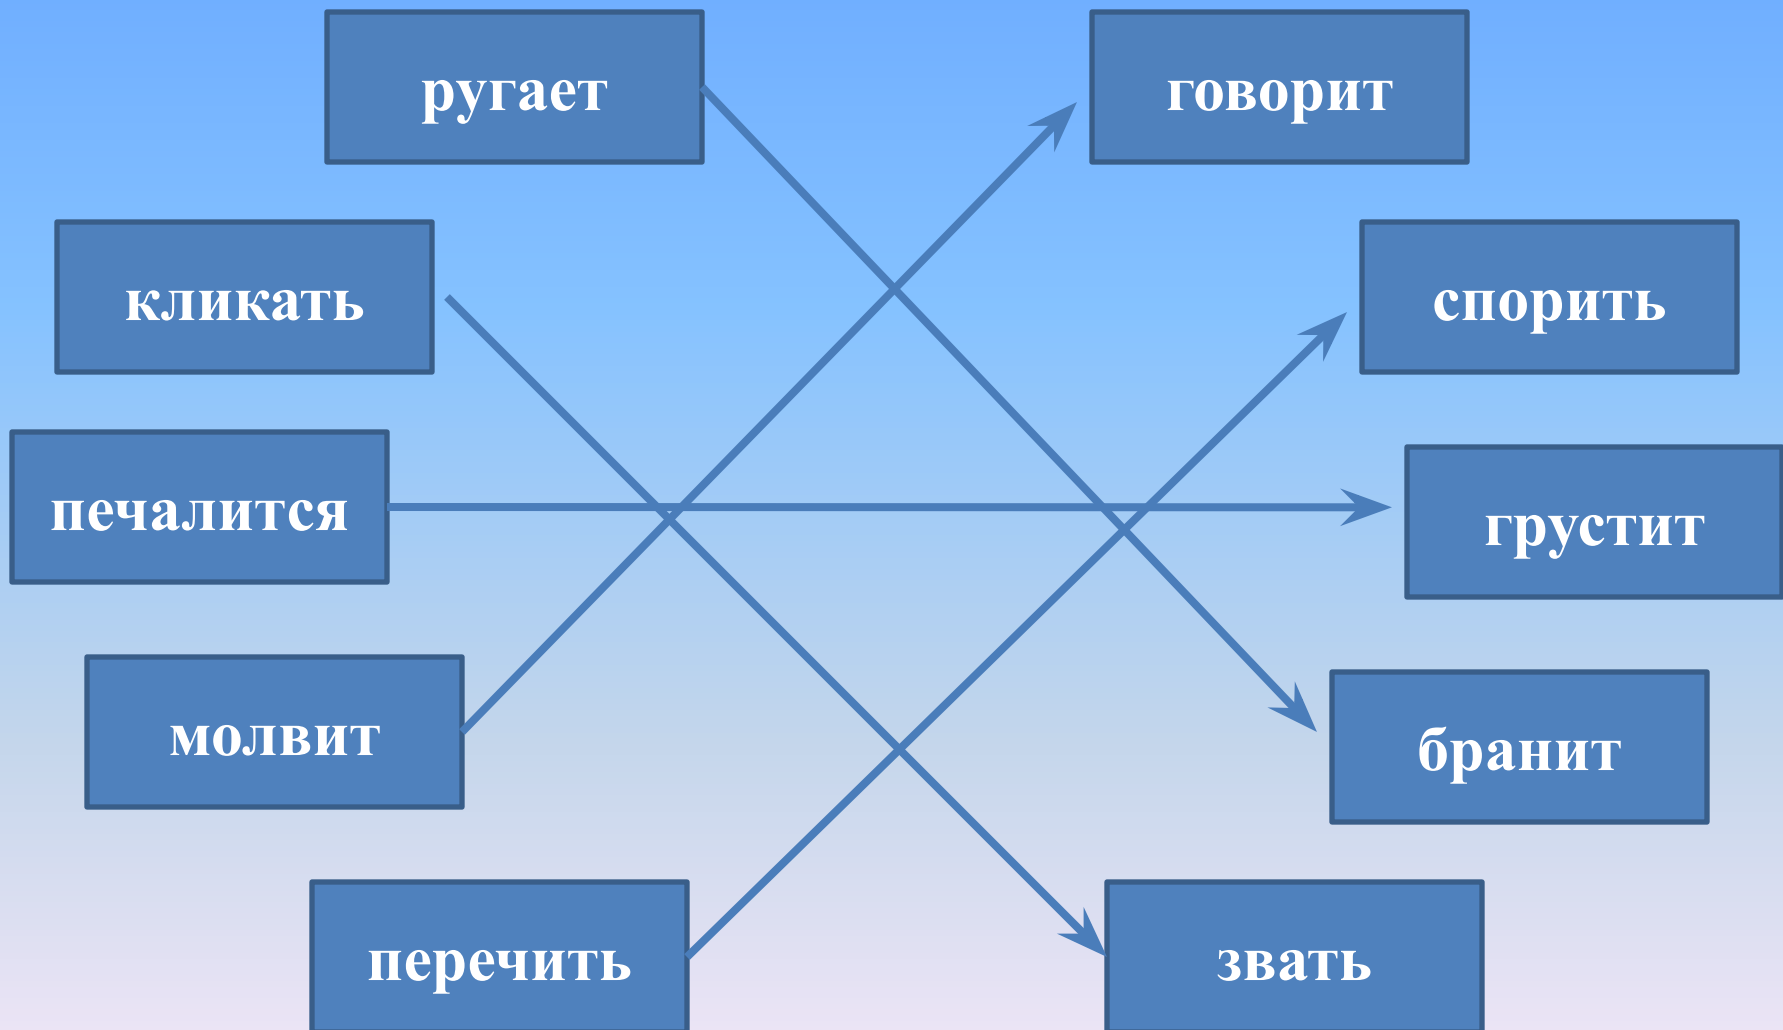 ругает
говорит
кликать
спорить
печалится
грустит
молвит
бранит
перечить
звать